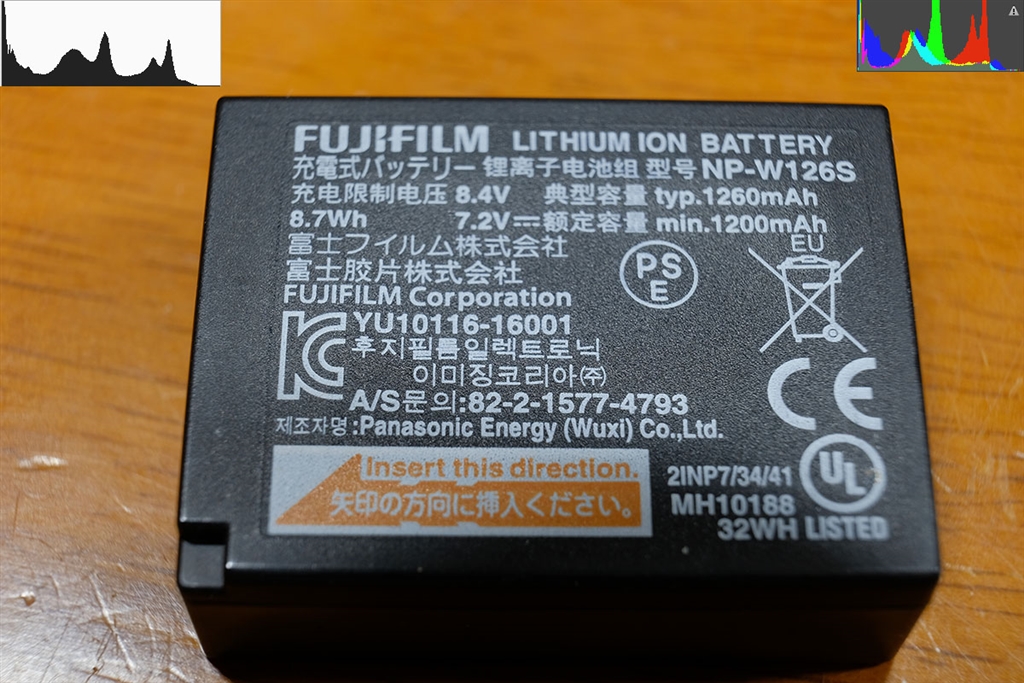 FUJIFILM LITHIUM ION BATTERY
充電式バッテリー 锂离子电池组 型号 NP-W126S
充电限制电压 8.4V 典型容量 typ.1260mAh
8.7Wh 7.2V⎓额定容量 min.1200mAh
富士フイルム株式会社
富士胶片株式会社
FUJIFILM Corporation
PS
E
EU
KC
YU10116-16001
후지필름일렉트로닉
이미징코리아㈜
A/S문의:82-2-1577-4793
제조자명:Panasonic Energy (Wuxi) Co.,Ltd.
CE
Insert this direction.
矢印の方向に挿入ください。
2INP7/34/41
MH10188
UL
32WH LISTED